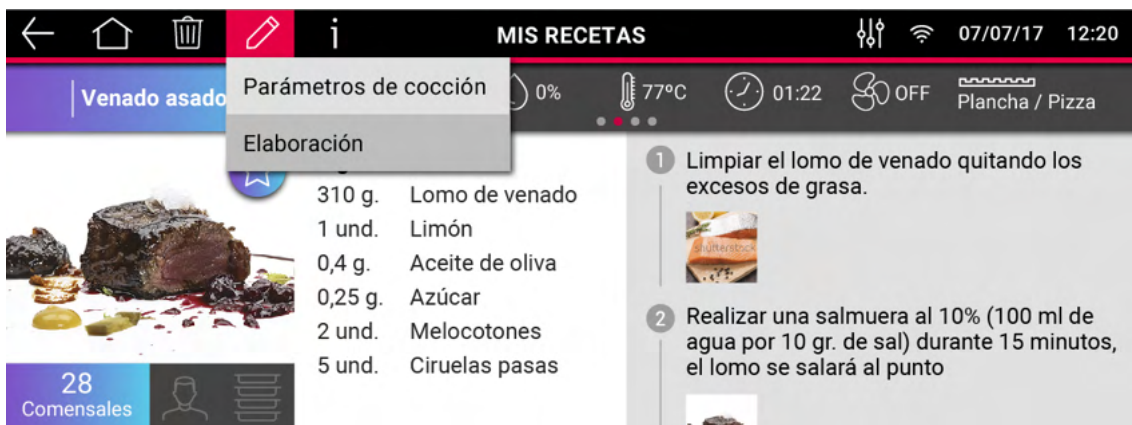 MIS RECETAS
07/07/17 12:20
Venado asado
Parámetros de cocción
Elaboración
0%
77ºC
01:22
OFF
Plancha / Pizza
310 g. Lomo de venado
1 und. Limón
0,4 g. Aceite de oliva
0,25 g. Azúcar
2 und. Melocotones
5 und. Ciruelas pasas
28
Comensales
1 Limpiar el lomo de venado quitando los
excesos de grasa.
shutterstock
2 Realizar una salmuera al 10% (100 ml de
agua por 10 gr. de sal) durante 15 minutos,
el lomo se salará al punto